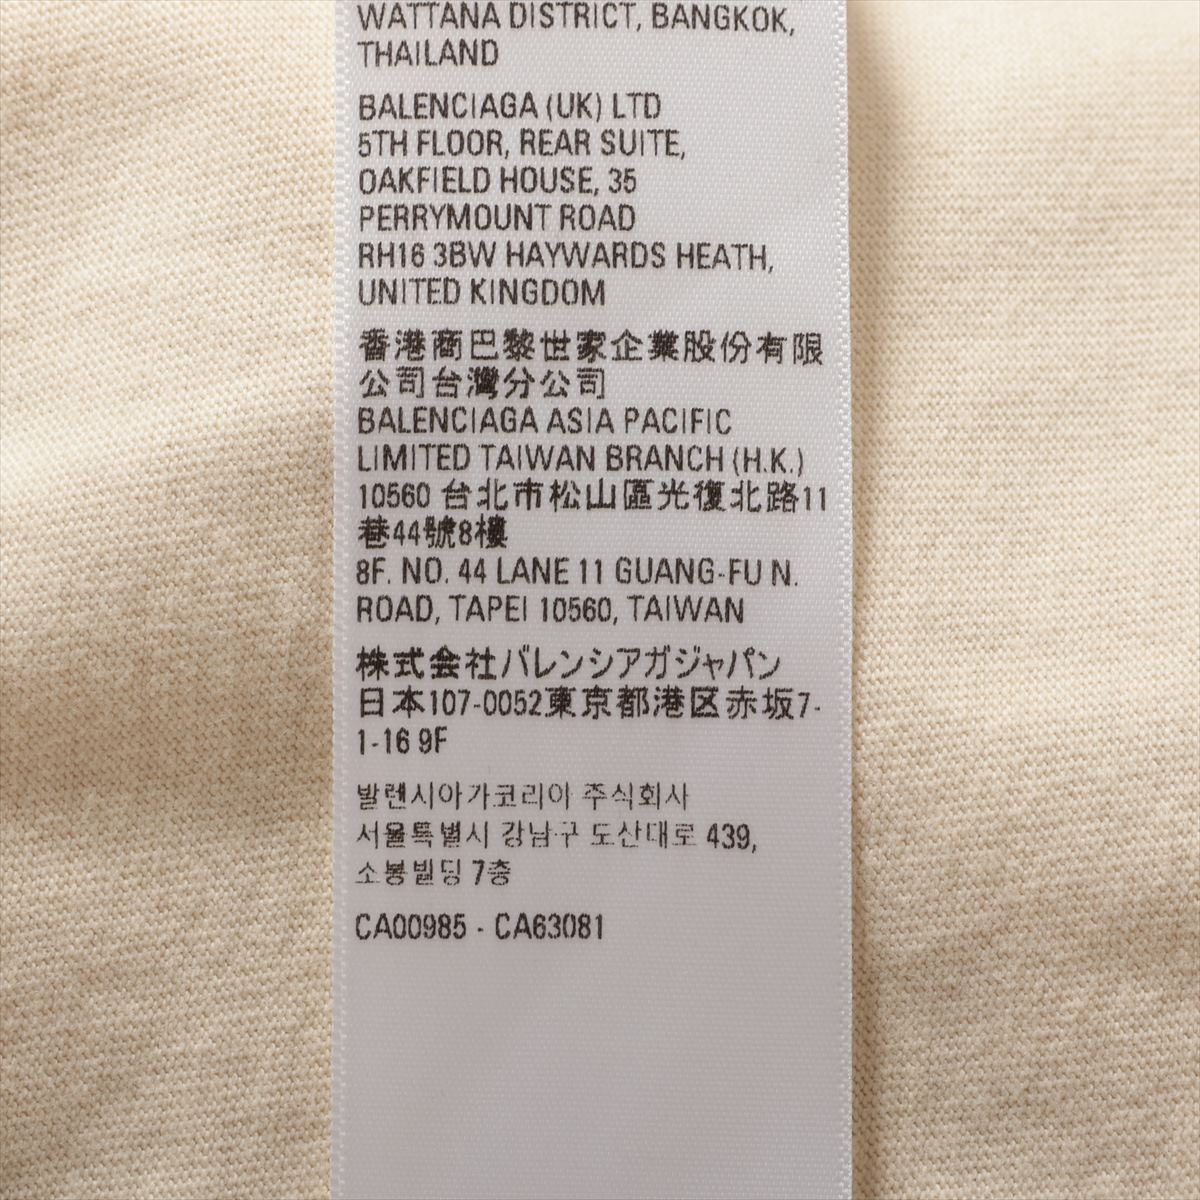 WATTANA DISTRICT, BANGKOK,
THAILAND
BALENCIAGA (UK) LTD
5TH FLOOR, REAR SUITE,
OAKFIELD HOUSE, 35
PERRYMOUNT ROAD
RH16 3BW HAYWARDS HEATH,
UNITED KINGDOM
香港商巴黎世家企業股份有限
公司台灣分公司
BALENCIAGA ASIA PACIFIC
LIMITED TAIWAN BRANCH (H.K.)
10560 台北市松山區光復北路11
巷44號8樓
8F. NO. 44 LANE 11 GUANG-FU N.
ROAD, TAPEI 10560, TAIWAN
株式会社バレンシアガジャパン
日本107-0052東京都港区赤坂7-
1-16 9F
발렌시아가코리아 주식회사
서울특별시 강남구 도산대로 439,
소봉빌딩 7층
CA00985 - CA63081